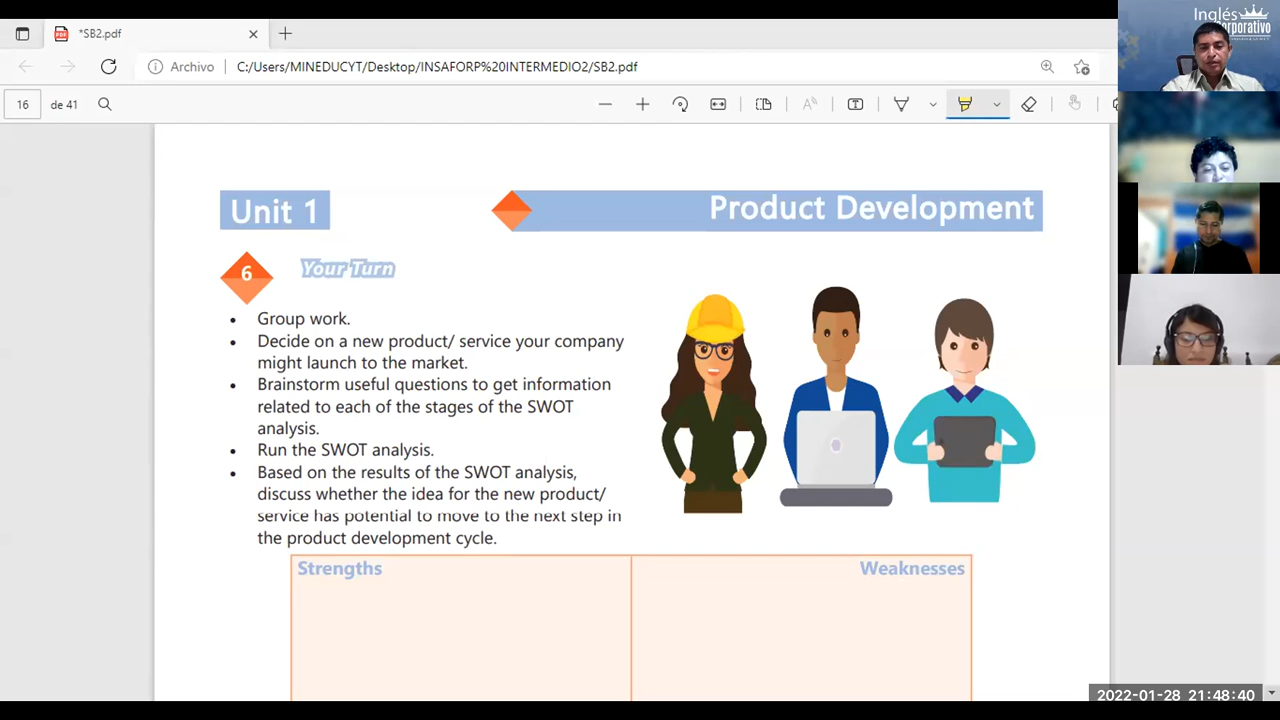 *SB2.pdf
Archivo
C:/Users/MINEDUCYT/Desktop/INSAFORP%20INTERMEDIO2/SB2.pdf
16
de 41
Inglés
Unit 1
Product Development
6
Your Turn
• Group work.
• Decide on a new product/ service your company
might launch to the market.
• Brainstorm useful questions to get information
related to each of the stages of the SWOT
analysis.
• Run the SWOT analysis.
• Based on the results of the SWOT analysis,
discuss whether the idea for the new product/
service has potential to move to the next step in
the product development cycle.
Strengths
Weaknesses
2022-01-28 21:48:40